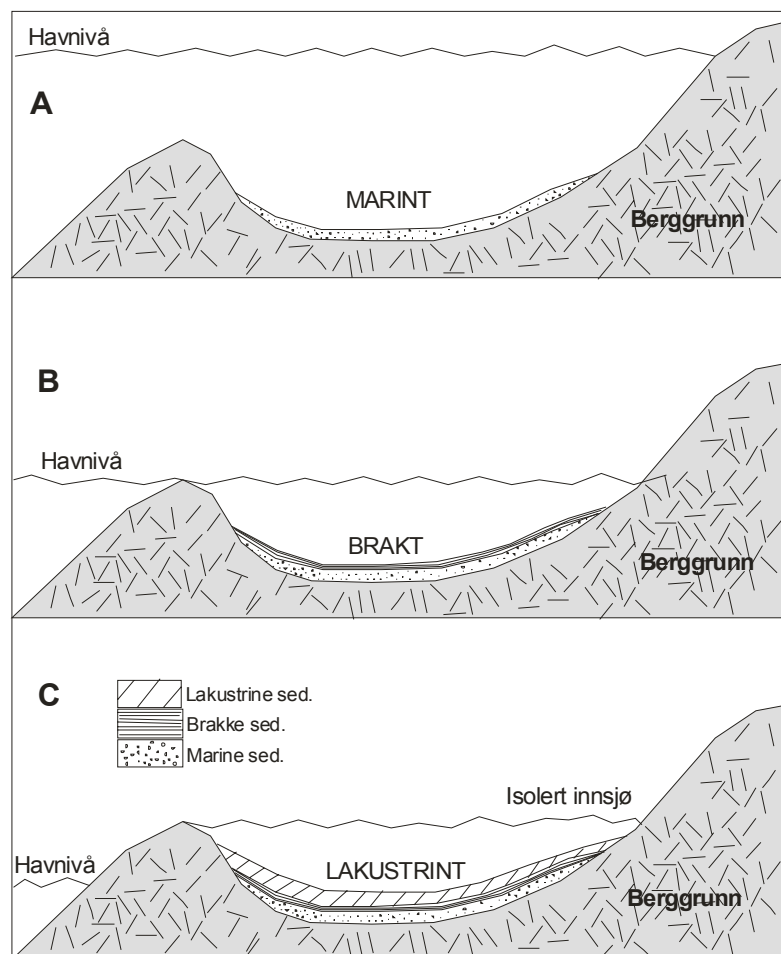 Havnivå
A
MARINT
Berggrunn
B
Havnivå
BRAKT
Berggrunn
C
Lakustrine sed.
Brakke sed.
Marine sed.
Isolert innsjø
Havnivå
LAKUSTRINT
Berggrunn